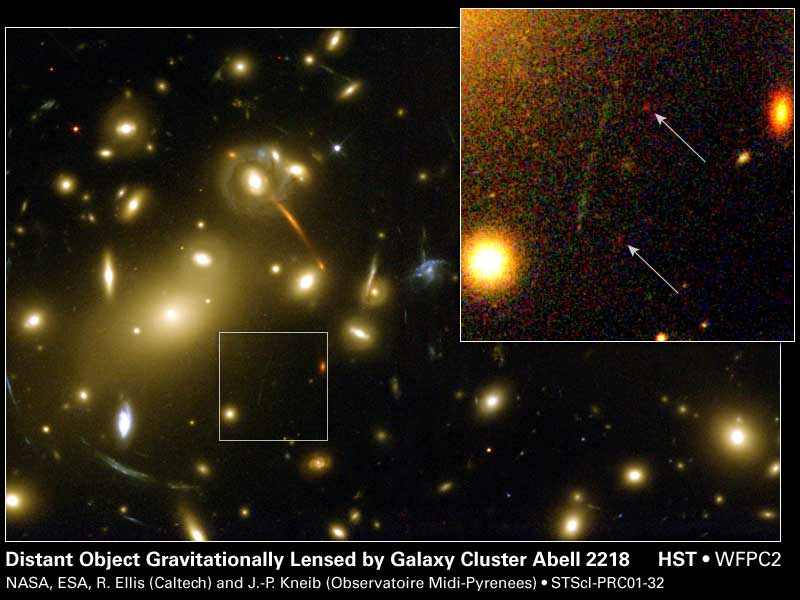 Distant Object Gravitationally Lensed by Galaxy Cluster Abell 2218 HST • WFPC2
NASA, ESA, R. Ellis (Caltech) and J.-P. Kneib (Observatoire Midi-Pyrenees) • STScI-PRC01-32